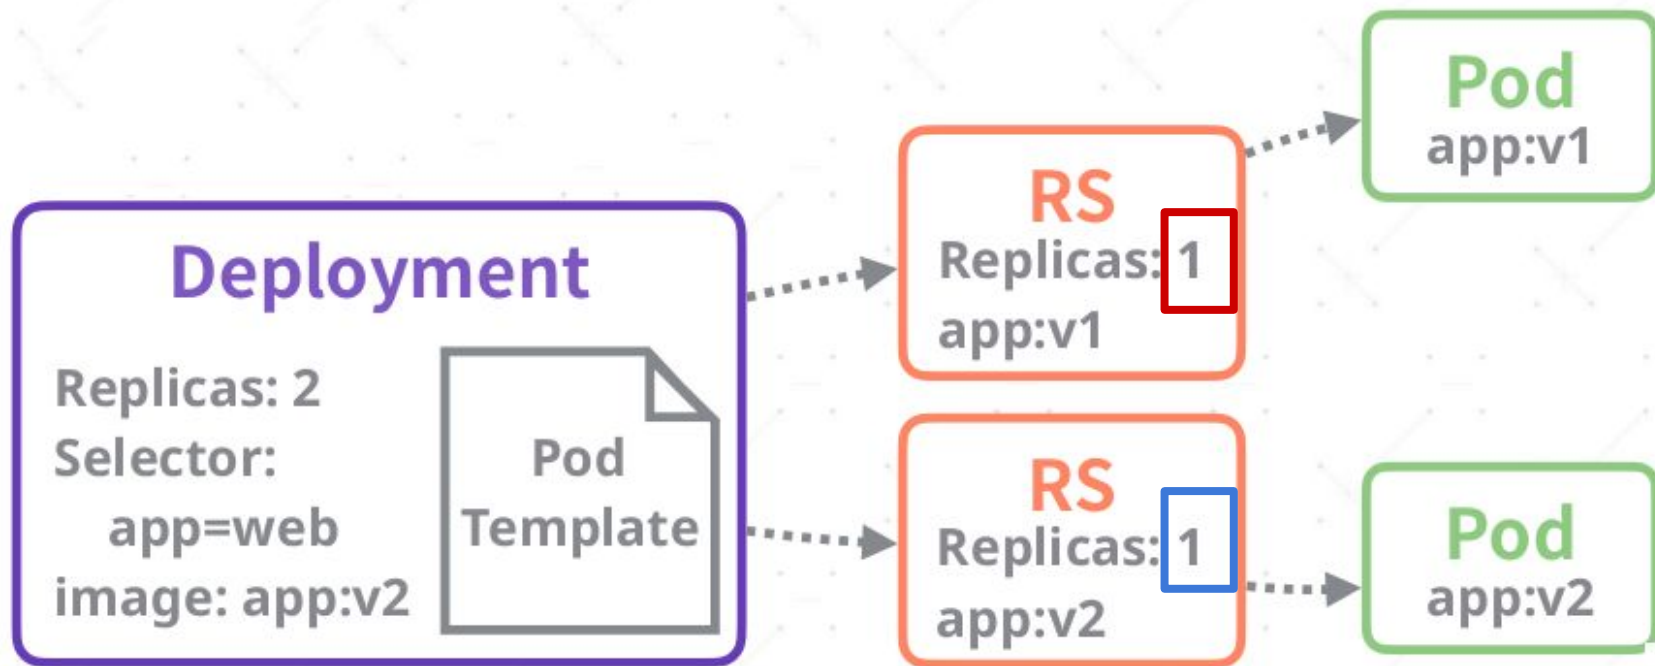 Deployment
Replicas: 2
Selector:
app=web
image: app:v2
Pod
Template
RS
Replicas: 1
app:v1
RS
Replicas: 1
app:v2
Pod
app:v1
Pod
app:v2